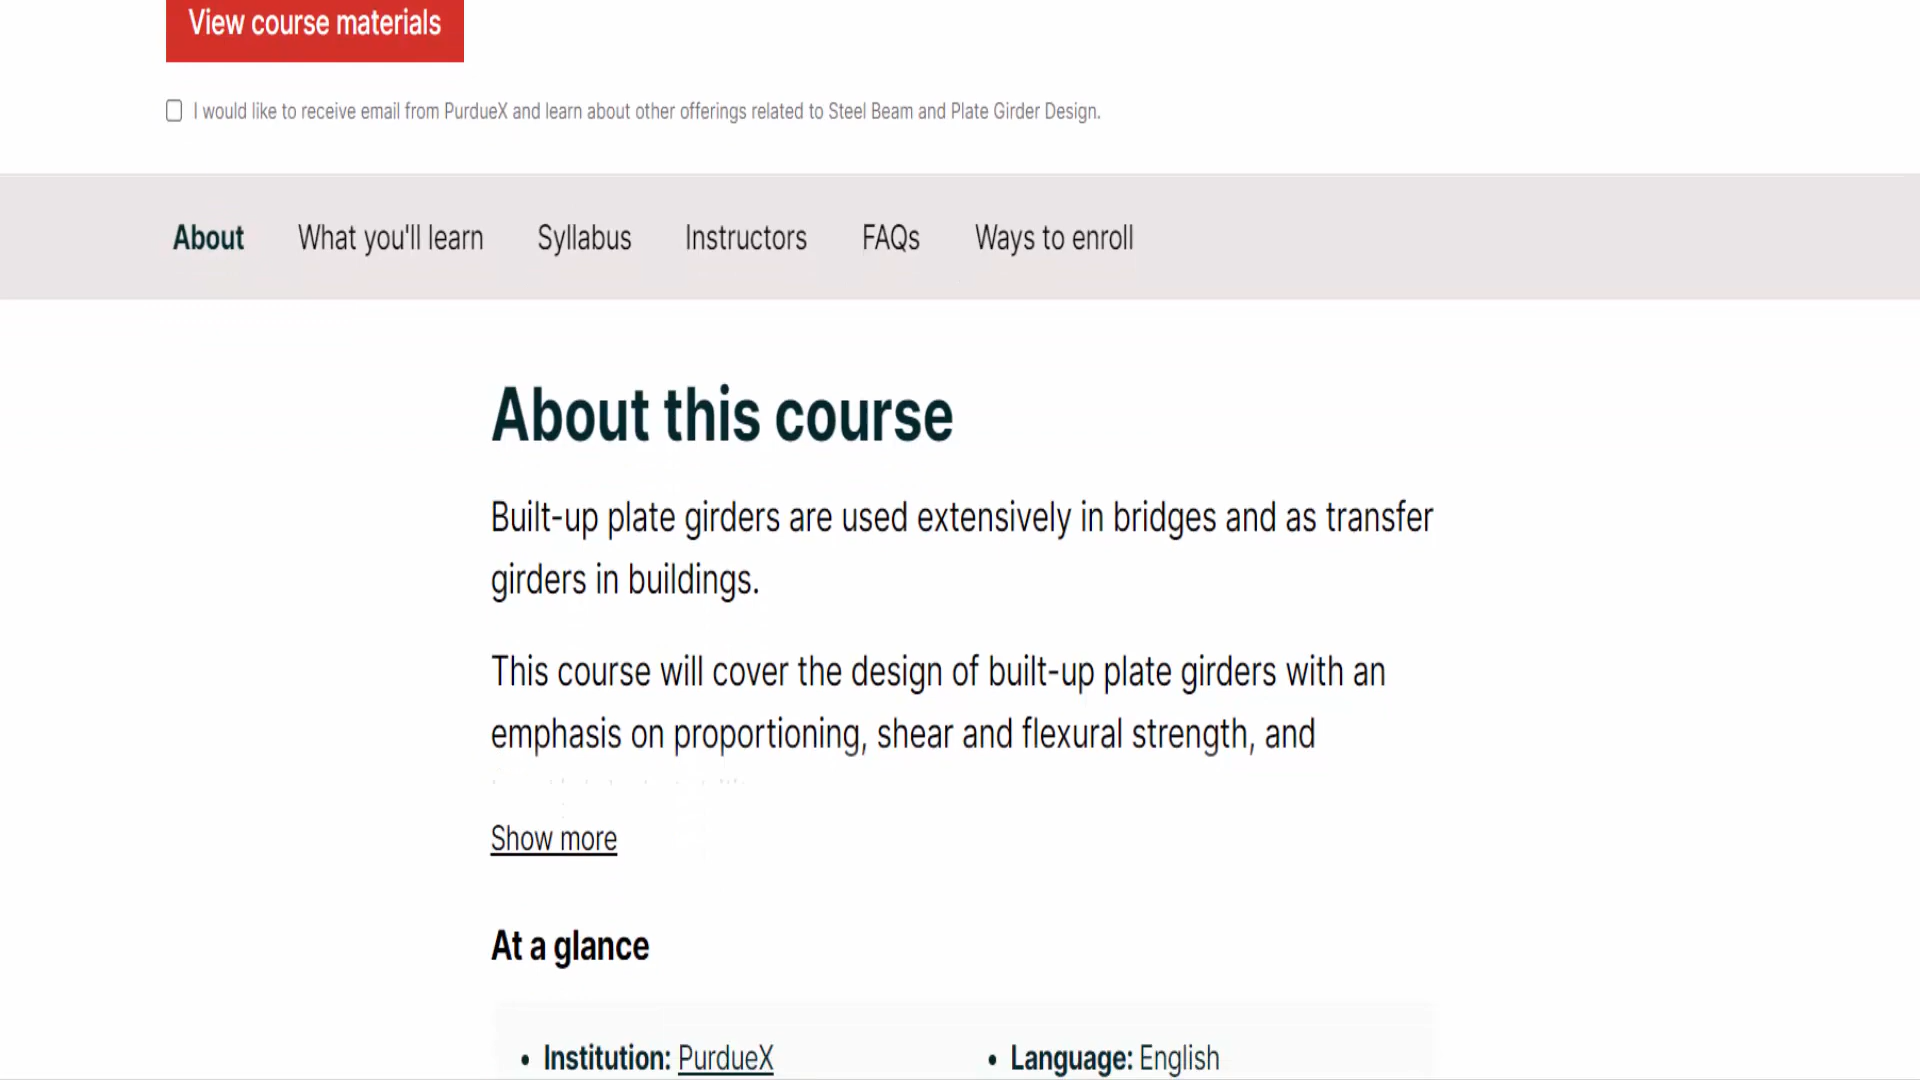 View course materials
I would like to receive email from PurdueX and learn about other offerings related to Steel Beam and Plate Girder Design.
About What you'll learn Syllabus Instructors FAQs Ways to enroll
About this course
Built-up plate girders are used extensively in bridges and as transfer
girders in buildings.
This course will cover the design of built-up plate girders with an
emphasis on proportioning, shear and flexural strength, and
Show more
At a glance
• Institution: PurdueX • Language: English